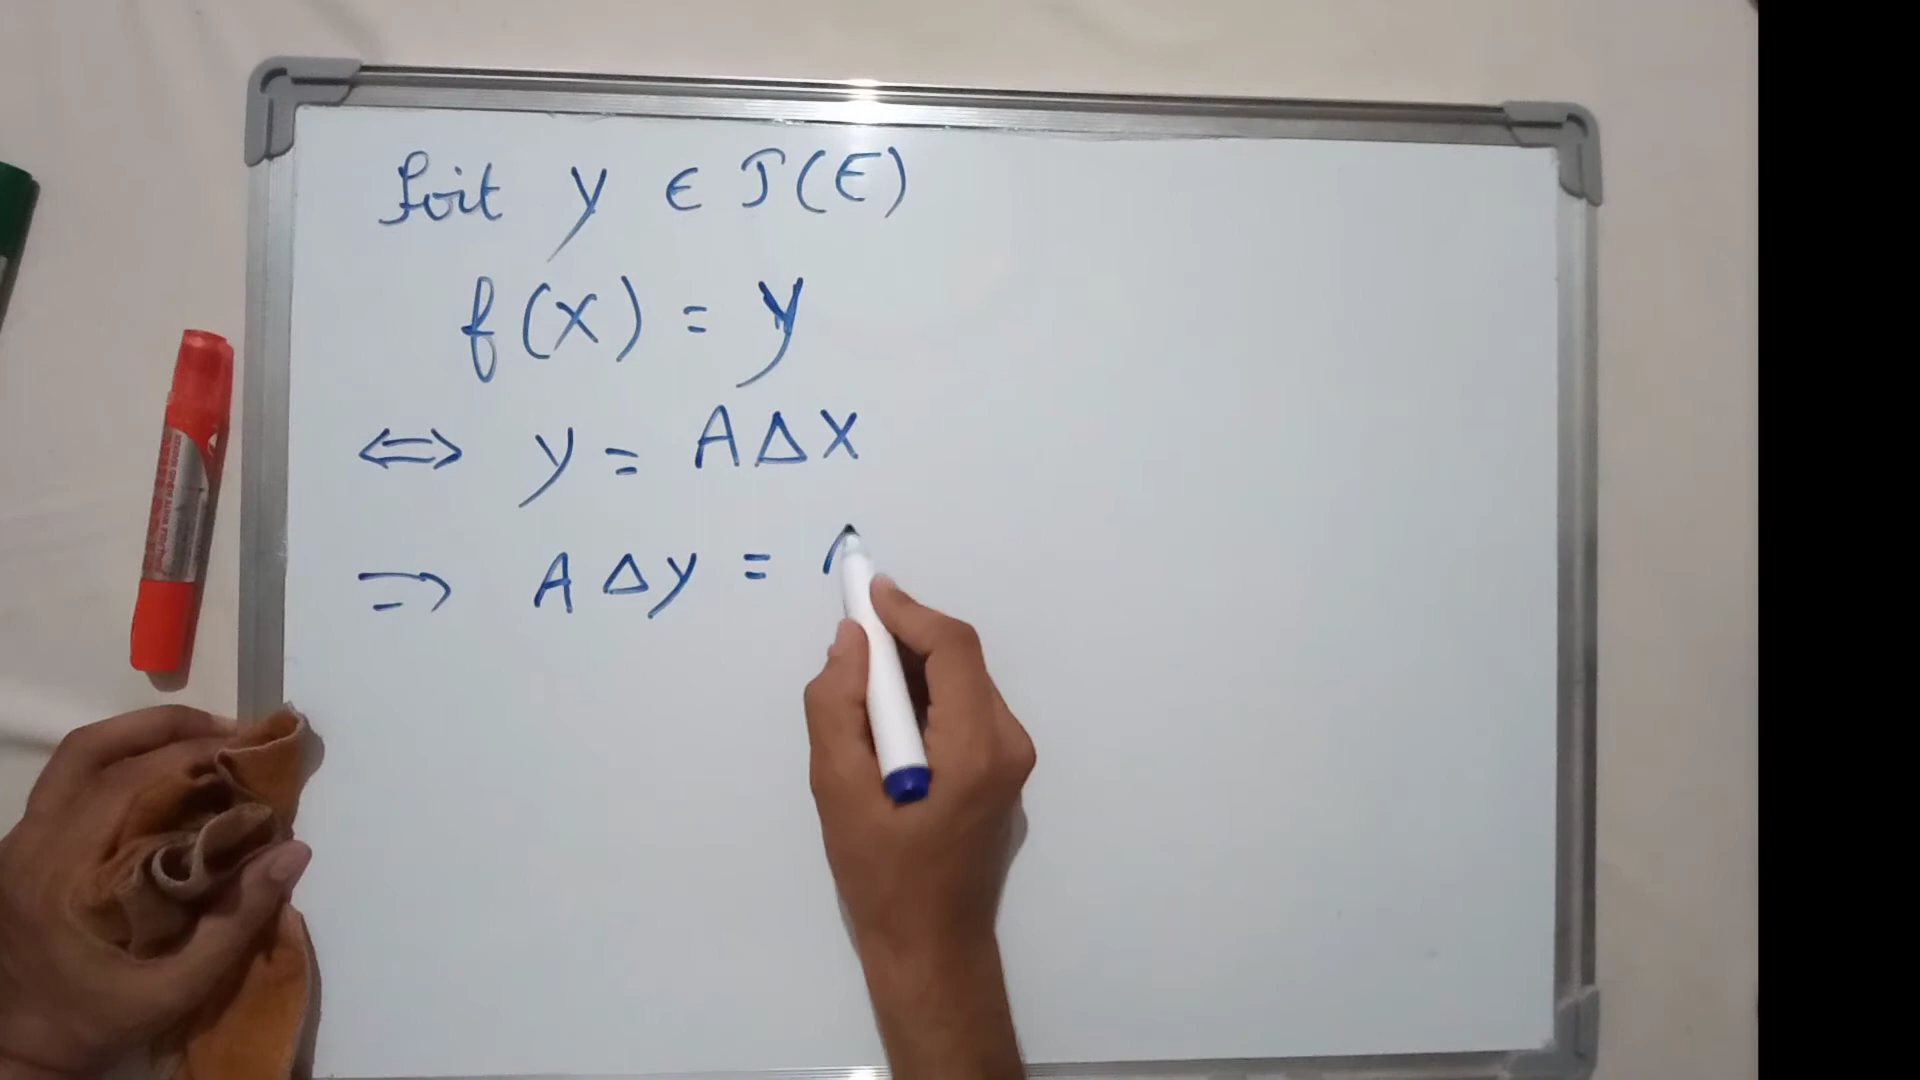 Soit y ∈ P(E)
f(X) = y
⟺ y = A Δ X
⟹ A Δ y =